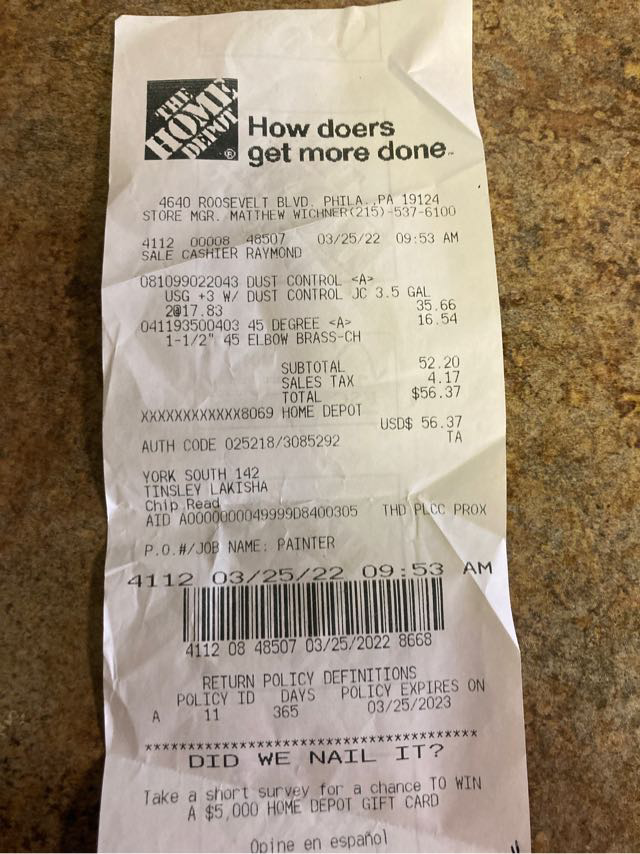 THE
HOME
DEPOT
®
How doers
get more done™
4640 ROOSEVELT BLVD. PHILA.,PA 19124
STORE MGR. MATTHEW WICHNER(215)-537-6100
4112 00008 48507 03/25/22 09:53 AM
SALE CASHIER RAYMOND
081099022043 DUST CONTROL <A>
USG +3 W/ DUST CONTROL JC 3.5 GAL
2@17.83 35.66
041193500403 45 DEGREE <A> 16.54
1-1/2" 45 ELBOW BRASS-CH
SUBTOTAL 52.20
SALES TAX 4.17
TOTAL $56.37
XXXXXXXXXXXX8069 HOME DEPOT
USD$ 56.37
AUTH CODE 025218/3085292 TA
YORK SOUTH 142
TINSLEY LAKISHA
Chip Read
AID A0000000049999D8400305 THD PLCC PROX
P.O.#/JOB NAME: PAINTER
4112 03/25/22 09:53 AM
4112 08 48507 03/25/2022 8668
RETURN POLICY DEFINITIONS
POLICY ID DAYS POLICY EXPIRES ON
A 11 365 03/25/2023
************************************
DID WE NAIL IT?
Take a short survey for a chance TO WIN
A $5,000 HOME DEPOT GIFT CARD
Opine en español